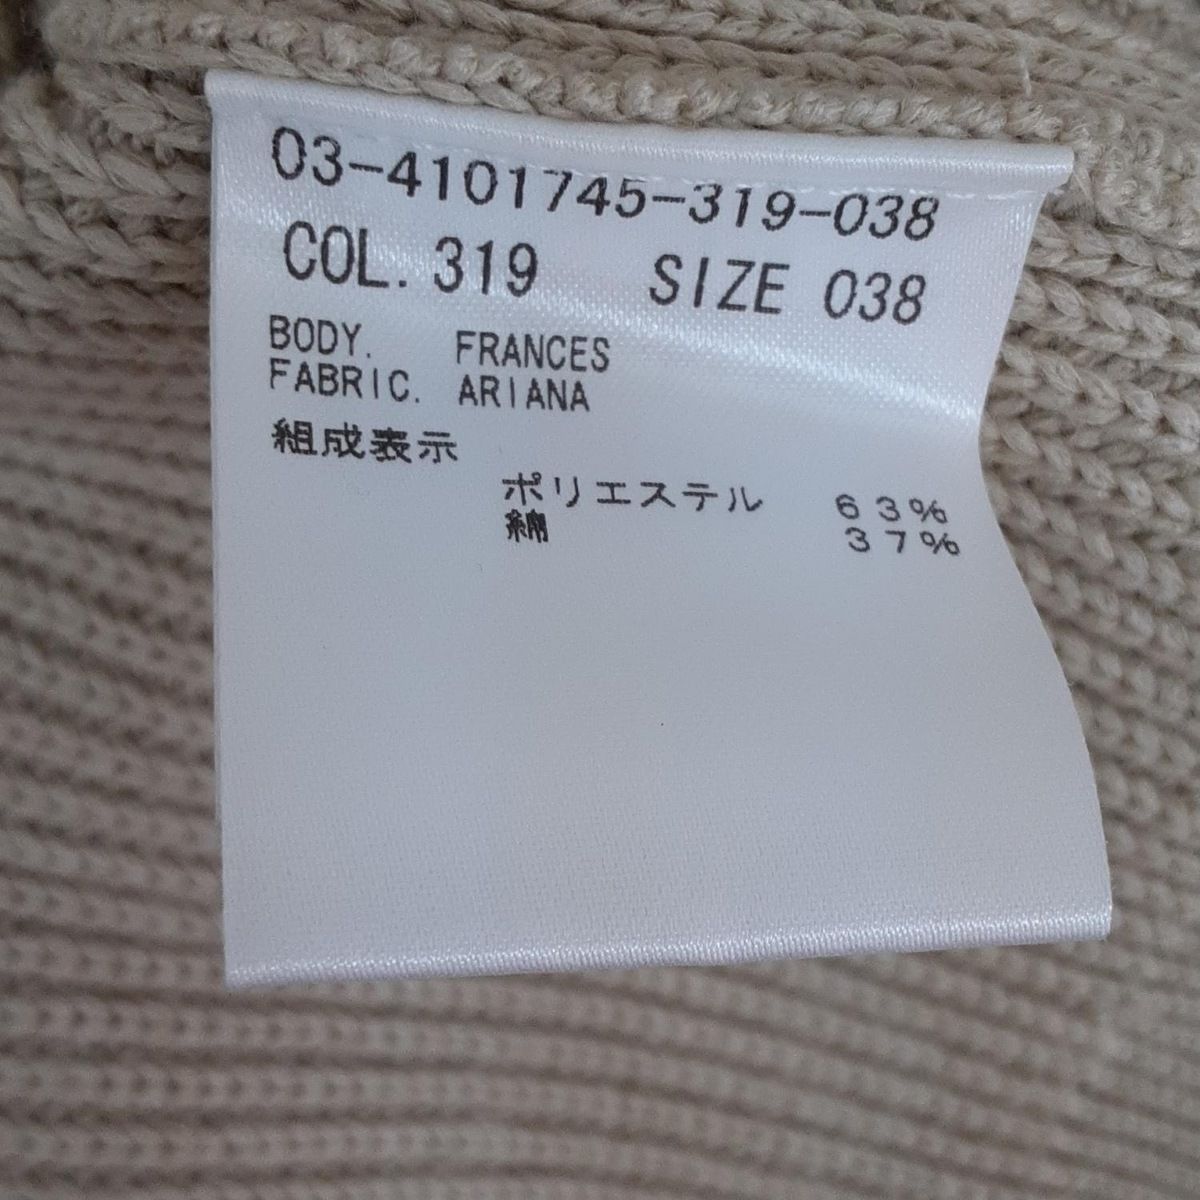 03-4101745-319-038
COL. 319 SIZE 038
BODY. FRANCES
FABRIC. ARIANA
組成表示
ポリエステル 63%
綿 37%